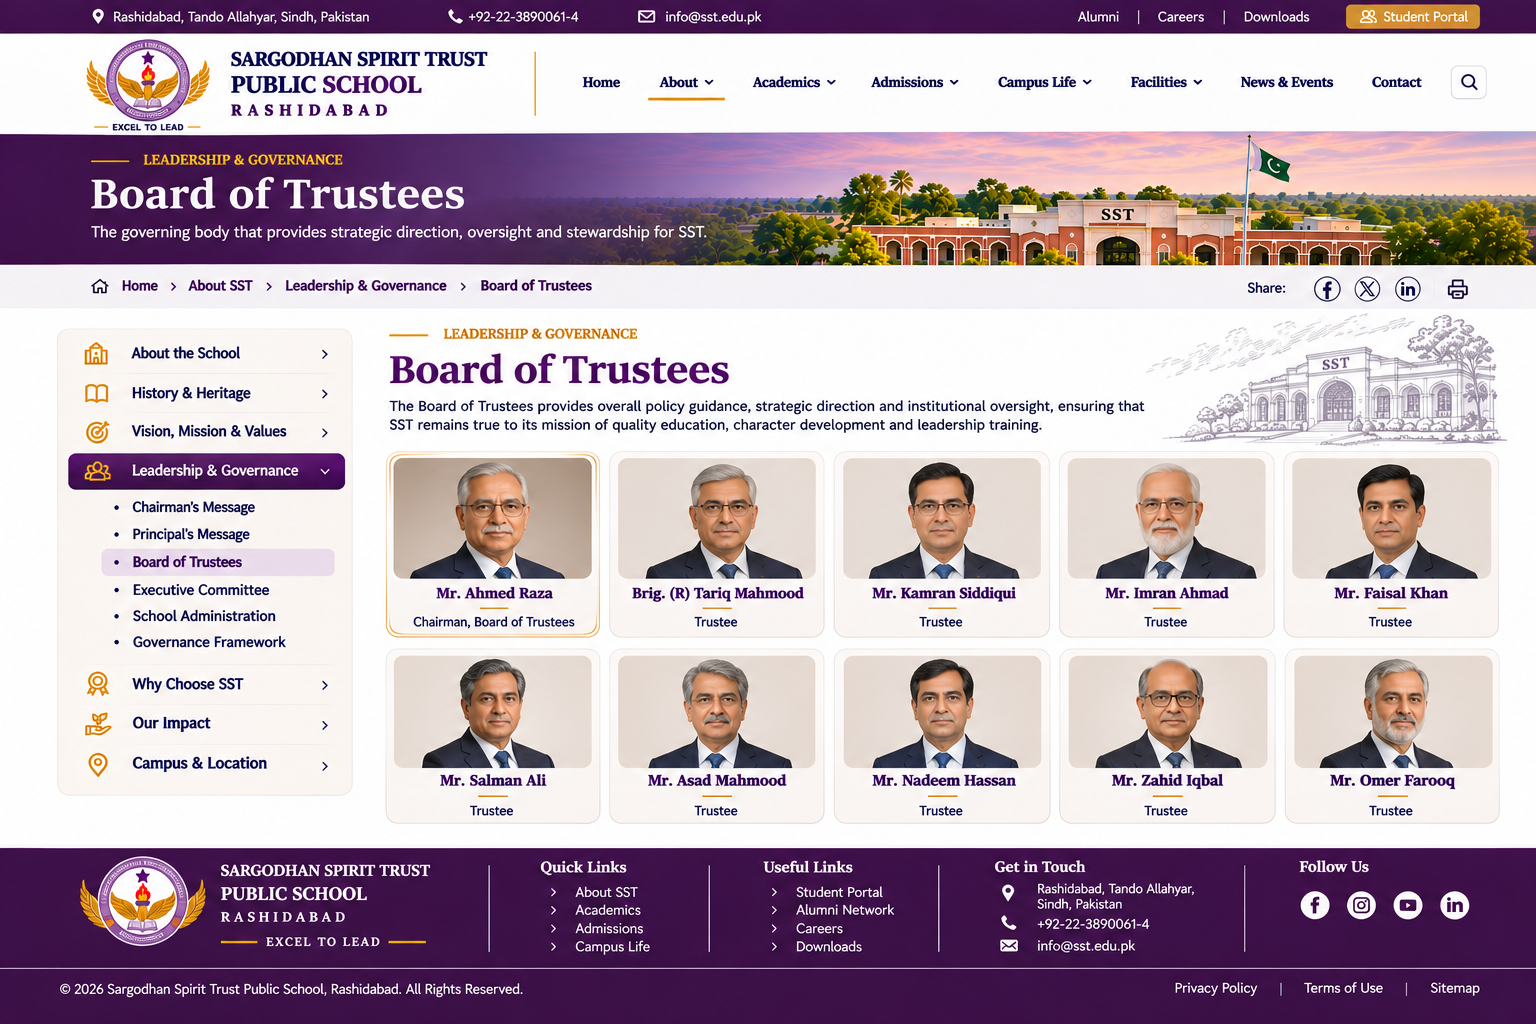 Rashidabad, Tando Allahyar, Sindh, Pakistan
+92-22-3890061-4
info@sst.edu.pk
Alumni | Careers | Downloads
Student Portal
SARGODHAN SPIRIT TRUST
PUBLIC SCHOOL
RASHIDABAD
EXCEL TO LEAD
Home
About
Academics
Admissions
Campus Life
Facilities
News & Events
Contact
LEADERSHIP & GOVERNANCE
Board of Trustees
The governing body that provides strategic direction, oversight and stewardship for SST.
SST
Home > About SST > Leadership & Governance > Board of Trustees
Share:
About the School
History & Heritage
Vision, Mission & Values
Leadership & Governance
• Chairman's Message
• Principal's Message
• Board of Trustees
• Executive Committee
• School Administration
• Governance Framework
Why Choose SST
Our Impact
Campus & Location
LEADERSHIP & GOVERNANCE
Board of Trustees
The Board of Trustees provides overall policy guidance, strategic direction and institutional oversight, ensuring that
SST remains true to its mission of quality education, character development and leadership training.
SST
Mr. Ahmed Raza
Chairman, Board of Trustees
Brig. (R) Tariq Mahmood
Trustee
Mr. Kamran Siddiqui
Trustee
Mr. Imran Ahmad
Trustee
Mr. Faisal Khan
Trustee
Mr. Salman Ali
Trustee
Mr. Asad Mahmood
Trustee
Mr. Nadeem Hassan
Trustee
Mr. Zahid Iqbal
Trustee
Mr. Omer Farooq
Trustee
SARGODHAN SPIRIT TRUST
PUBLIC SCHOOL
RASHIDABAD
EXCEL TO LEAD
Quick Links
> About SST
> Academics
> Admissions
> Campus Life
Useful Links
> Student Portal
> Alumni Network
> Careers
> Downloads
Get in Touch
Rashidabad, Tando Allahyar,
Sindh, Pakistan
+92-22-3890061-4
info@sst.edu.pk
Follow Us
© 2026 Sargodhan Spirit Trust Public School, Rashidabad. All Rights Reserved.
Privacy Policy | Terms of Use | Sitemap